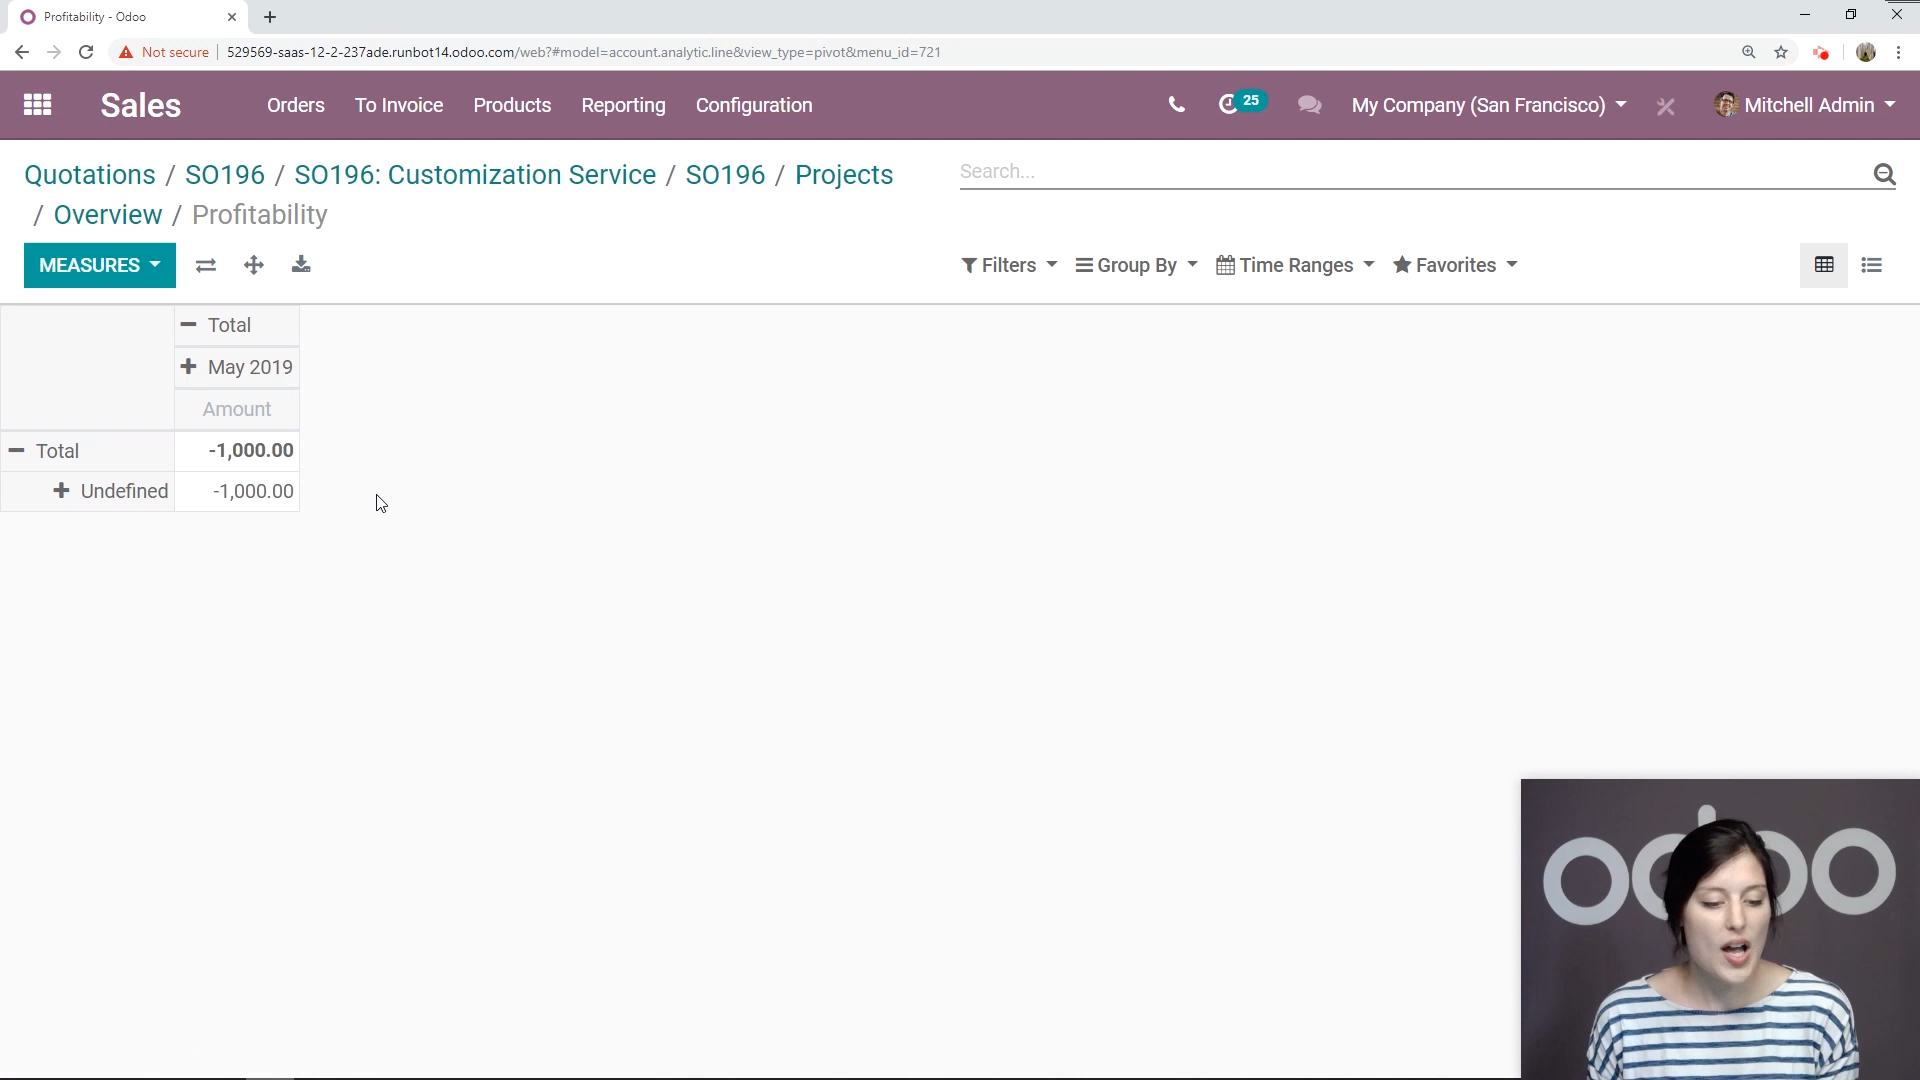 Profitability - Odoo
Not secure 529569-saas-12-2-237ade.runbot14.odoo.com/web?#model=account.analytic.line&view_type=pivot&menu_id=721
Sales Orders To Invoice Products Reporting Configuration 25 My Company (San Francisco) Mitchell Admin
Quotations / SO196 / SO196: Customization Service / SO196 / Projects
/ Overview / Profitability
Search...
MEASURES
Filters Group By Time Ranges Favorites
Total
May 2019
Amount
Total -1,000.00
Undefined -1,000.00
odoo